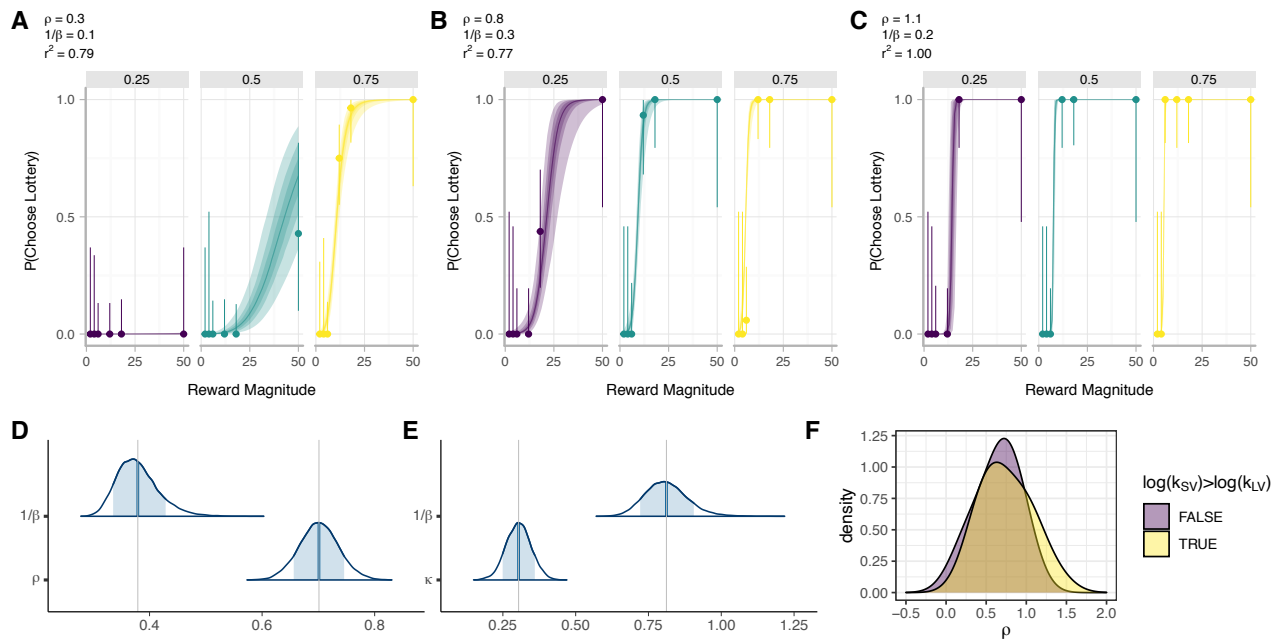 A
ρ = 0.3
1/β = 0.1
r² = 0.79
0.25 0.5 0.75
1.0
0.5
0.0
P(Choose Lottery)
0 25 50 0 25 50 0 25 50
Reward Magnitude
B
ρ = 0.8
1/β = 0.3
r² = 0.77
0.25 0.5 0.75
1.0
0.5
0.0
P(Choose Lottery)
0 25 50 0 25 50 0 25 50
Reward Magnitude
C
ρ = 1.1
1/β = 0.2
r² = 1.00
0.25 0.5 0.75
1.0
0.5
0.0
P(Choose Lottery)
0 25 50 0 25 50 0 25 50
Reward Magnitude
D
1/β
ρ
0.4 0.6 0.8
E
1/β
κ
0.25 0.50 0.75 1.00 1.25
F
1.25
1.00
0.75
0.50
0.25
0.00
density
-0.5 0.0 0.5 1.0 1.5 2.0
ρ
log(kSV)>log(kLV)
FALSE
TRUE